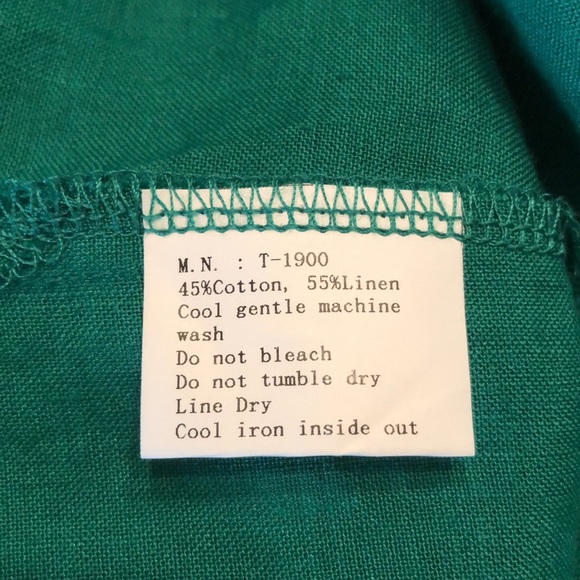 M.N. : T-1900
45%Cotton, 55%Linen
Cool gentle machine
wash
Do not bleach
Do not tumble dry
Line Dry
Cool iron inside out